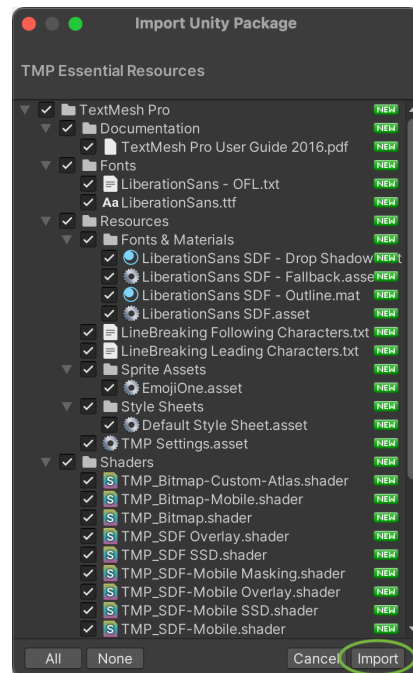 Import Unity Package
TMP Essential Resources
TextMesh Pro NEW
Documentation NEW
TextMesh Pro User Guide 2016.pdf NEW
Fonts NEW
LiberationSans - OFL.txt NEW
Aa LiberationSans.ttf NEW
Resources NEW
Fonts & Materials NEW
LiberationSans SDF - Drop Shadow NEW
LiberationSans SDF - Fallback.asse NEW
LiberationSans SDF - Outline.mat NEW
LiberationSans SDF.asset NEW
LineBreaking Following Characters.txt NEW
LineBreaking Leading Characters.txt NEW
Sprite Assets NEW
EmojiOne.asset NEW
Style Sheets NEW
Default Style Sheet.asset NEW
TMP Settings.asset NEW
Shaders NEW
S TMP_Bitmap-Custom-Atlas.shader NEW
S TMP_Bitmap-Mobile.shader NEW
S TMP_Bitmap.shader NEW
S TMP_SDF Overlay.shader NEW
S TMP_SDF SSD.shader NEW
S TMP_SDF-Mobile Masking.shader NEW
S TMP_SDF-Mobile Overlay.shader NEW
S TMP_SDF-Mobile SSD.shader NEW
S TMP_SDF-Mobile.shader NEW
All None Cancel Import